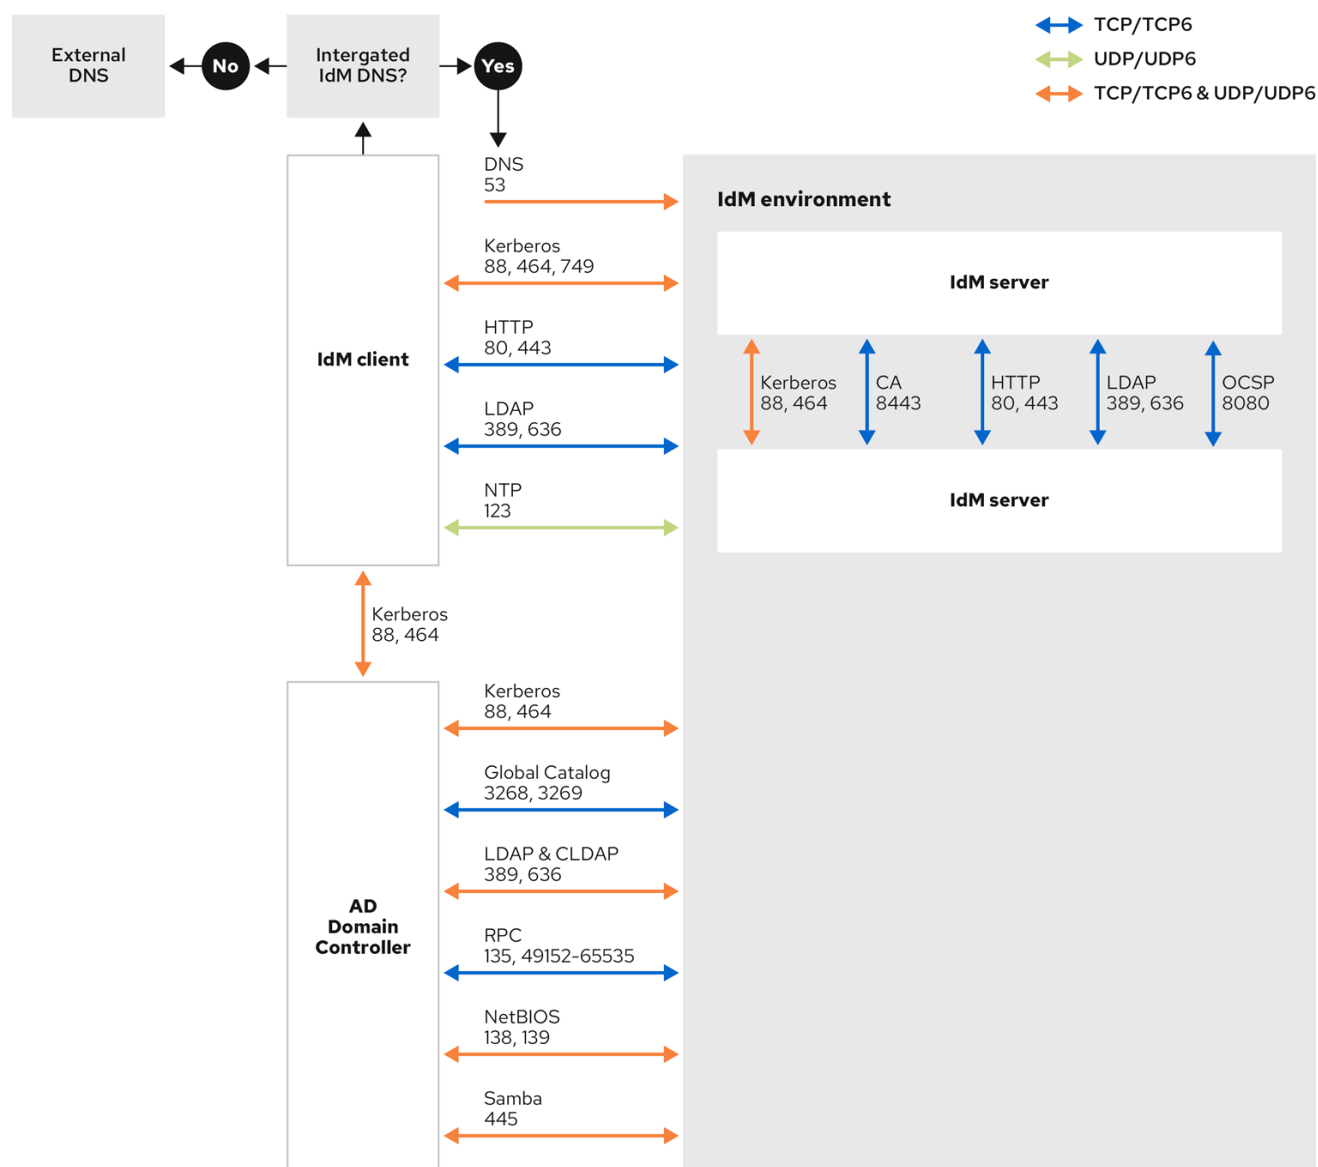 External
DNS
No
Intergated
IdM DNS?
Yes
TCP/TCP6
UDP/UDP6
TCP/TCP6 & UDP/UDP6
DNS
53
Kerberos
88, 464, 749
HTTP
80, 443
LDAP
389, 636
NTP
123
IdM client
IdM environment
IdM server
Kerberos
88, 464
CA
8443
HTTP
80, 443
LDAP
389, 636
OCSP
8080
IdM server
Kerberos
88, 464
AD
Domain
Controller
Kerberos
88, 464
Global Catalog
3268, 3269
LDAP & CLDAP
389, 636
RPC
135, 49152-65535
NetBIOS
138, 139
Samba
445